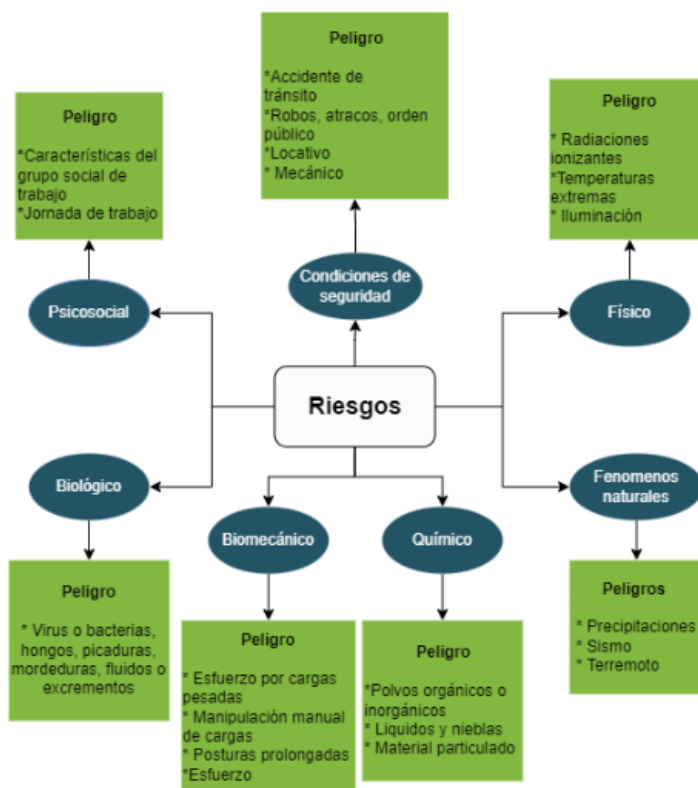 Peligro
*Accidente de
tránsito
*Robos, atracos, orden
público
*Locativo
* Mecánico
Peligro
*Características del
grupo social de
trabajo
*Jornada de trabajo
Peligro
* Radiaciones
ionizantes
*Temperaturas
extremas
* Iluminación
Psicosocial
Condiciones de
seguridad
Físico
Riesgos
Biológico
Biomecánico
Químico
Fenomenos
naturales
Peligro
* Virus o bacterias,
hongos, picaduras,
mordeduras, fluidos o
excrementos
Peligro
* Esfuerzo por cargas
pesadas
* Manipulación manual
de cargas
* Posturas prolongadas
*Esfuerzo
Peligro
*Polvos orgánicos o
inorgánicos
* Liquidos y nieblas
* Material particulado
Peligros
* Precipitaciones
* Sismo
* Terremoto